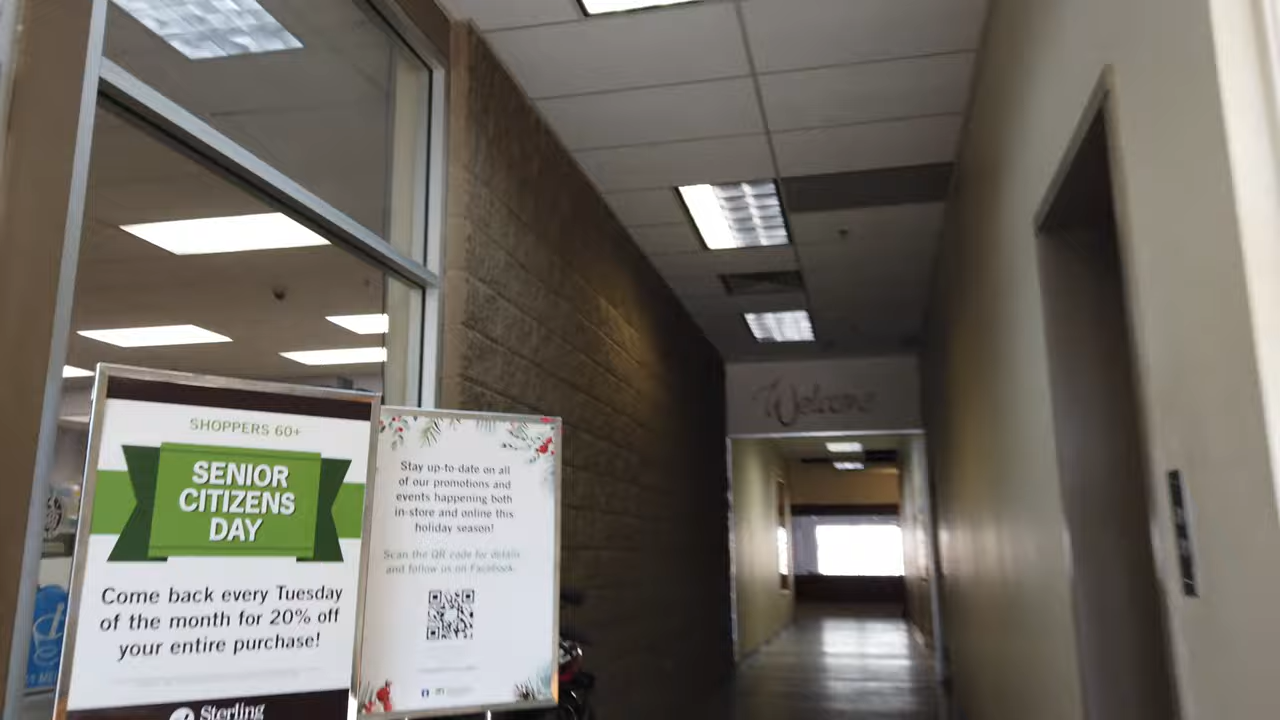 SHOPPERS 60+
SENIOR
CITIZENS
DAY
Come back every Tuesday
of the month for 20% off
your entire purchase!
Sterling
Stay up-to-date on all
of our promotions and
events happening both
in-store and online this
holiday season!
Scan the QR code for details
and follow us on Facebook.
Welcome